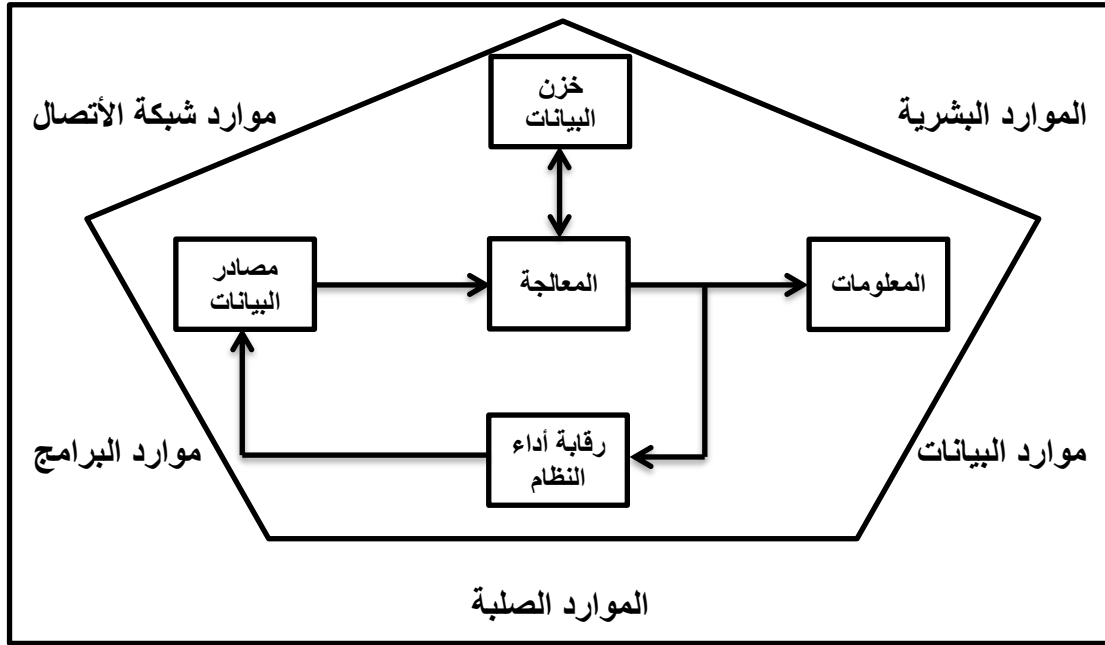 خزن
البيانات
الموارد البشرية
موارد شبكة الأتصال
المعلومات
المعالجة
مصادر
البيانات
رقابة أداء
النظام
موارد البيانات
موارد البرامج
الموارد الصلبة